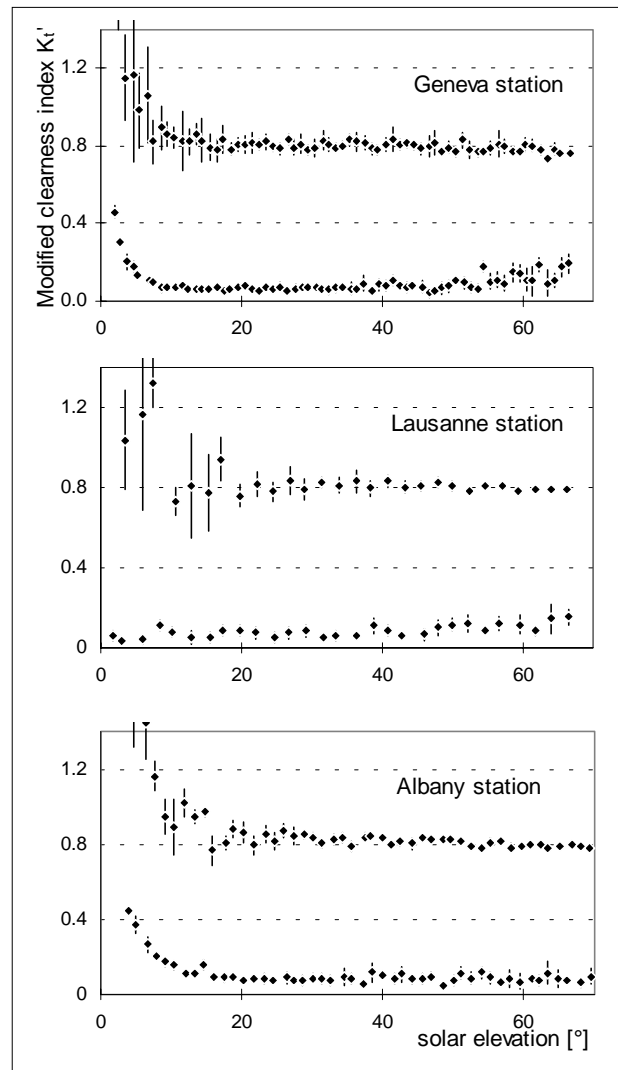 Modified clearness index Kt'
Geneva station
1.2
0.8
0.4
0.0
0 20 40 60
Lausanne station
1.2
0.8
0.4
0
0 20 40 60
Albany station
1.2
0.8
0.4
0
0 20 40 60
solar elevation [°]